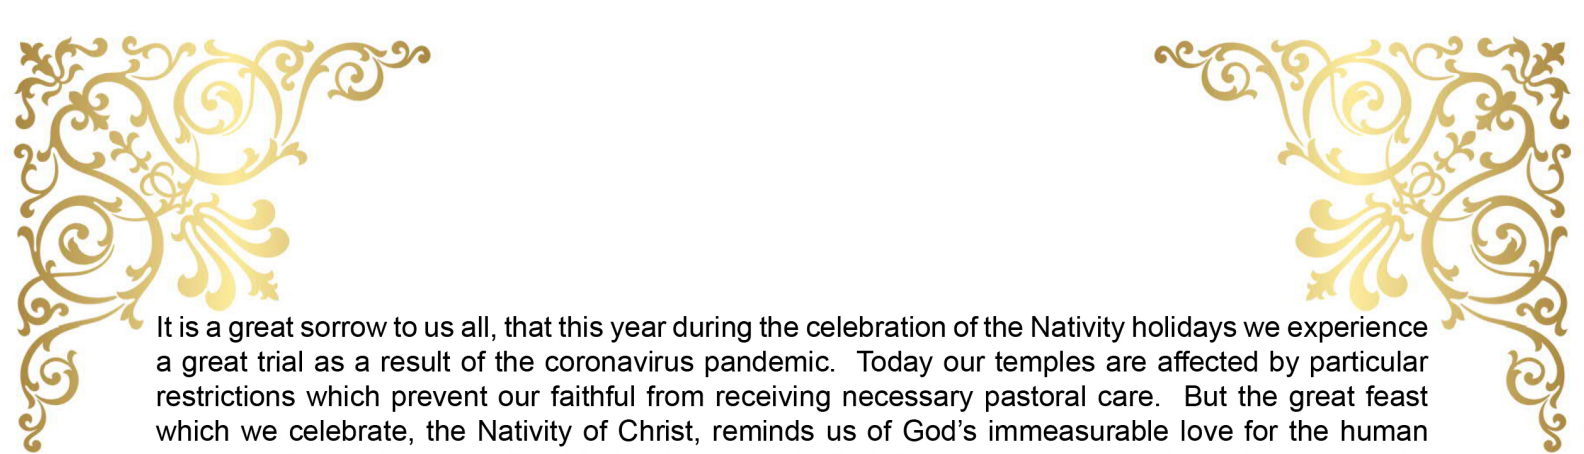 It is a great sorrow to us all, that this year during the celebration of the Nativity holidays we experience
a great trial as a result of the coronavirus pandemic.  Today our temples are affected by particular
restrictions which prevent our faithful from receiving necessary pastoral care.  But the great feast
which we celebrate, the Nativity of Christ, reminds us of God’s immeasurable love for the human